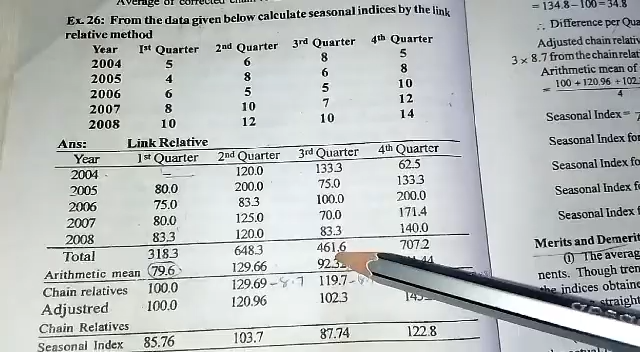 Average of corrected
Ex. 26: From the data given below calculate seasonal indices by the link
relative method
Year 1st Quarter 2nd Quarter 3rd Quarter 4th Quarter
2004 5 6 8 5
2005 4 8 6 8
2006 6 5 5 10
2007 8 10 7 12
2008 10 12 10 14
Ans: Link Relative
Year 1st Quarter 2nd Quarter 3rd Quarter 4th Quarter
2004 – 120.0 133.3 62.5
2005 80.0 200.0 75.0 133.3
2006 75.0 83.3 100.0 200.0
2007 80.0 125.0 70.0 171.4
2008 83.3 120.0 83.3 140.0
Total 318.3 648.3 461.6 707.2
Arithmetic mean 79.6 129.66 92.32
Chain relatives 100.0 129.69 -8.7 119.7
Adjustred 100.0 120.96 102.3
Chain Relatives
Seasonal Index 85.76 103.7 87.74 122.8
= 134.8 - 100 = 34.8
∴ Difference per Qua
Adjusted chain relativ
3 × 8.7 from the chain relat
Arithmetic mean of
= 100 + 120.96 + 102.
4
Seasonal Index =
Seasonal Index for
Seasonal Index fo
Seasonal Index fo
Seasonal Index f
Merits and Demerit
(i) The averag
nents. Though tren
the indices obtaine
straight